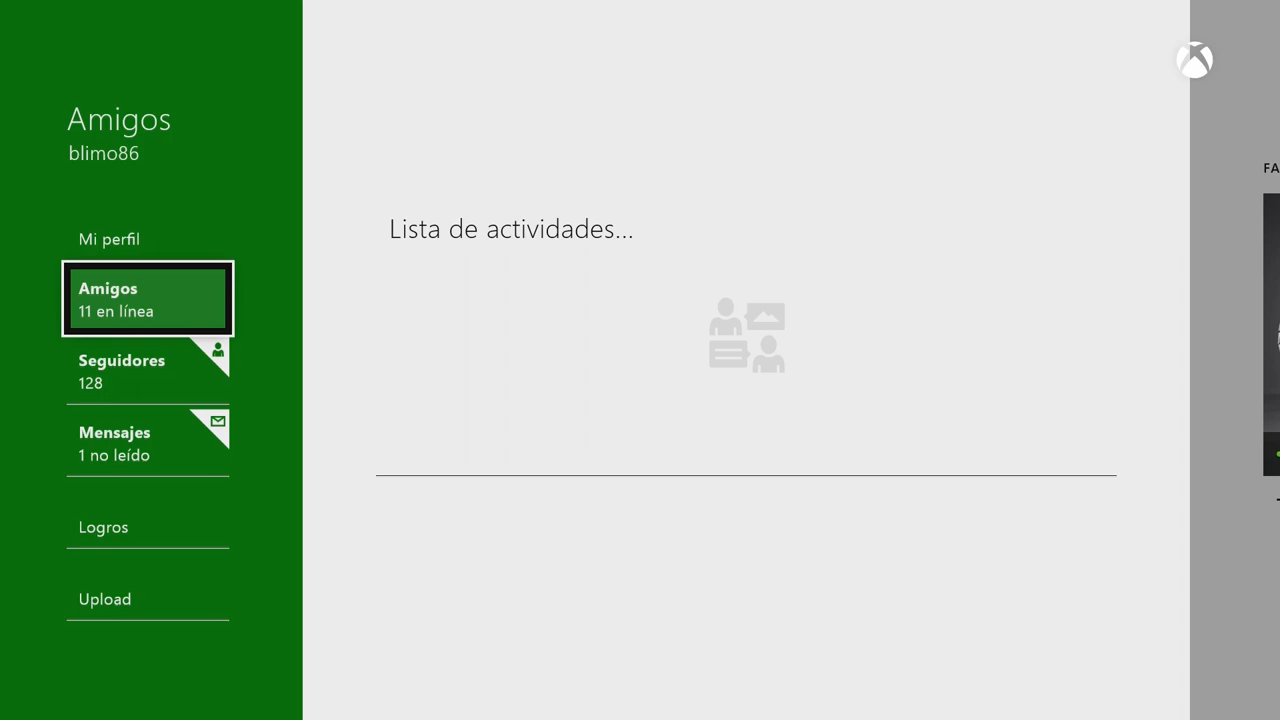 Amigos
blimo86
Mi perfil
Amigos
11 en línea
Seguidores
128
Mensajes
1 no leído
Logros
Upload
Lista de actividades...
FA